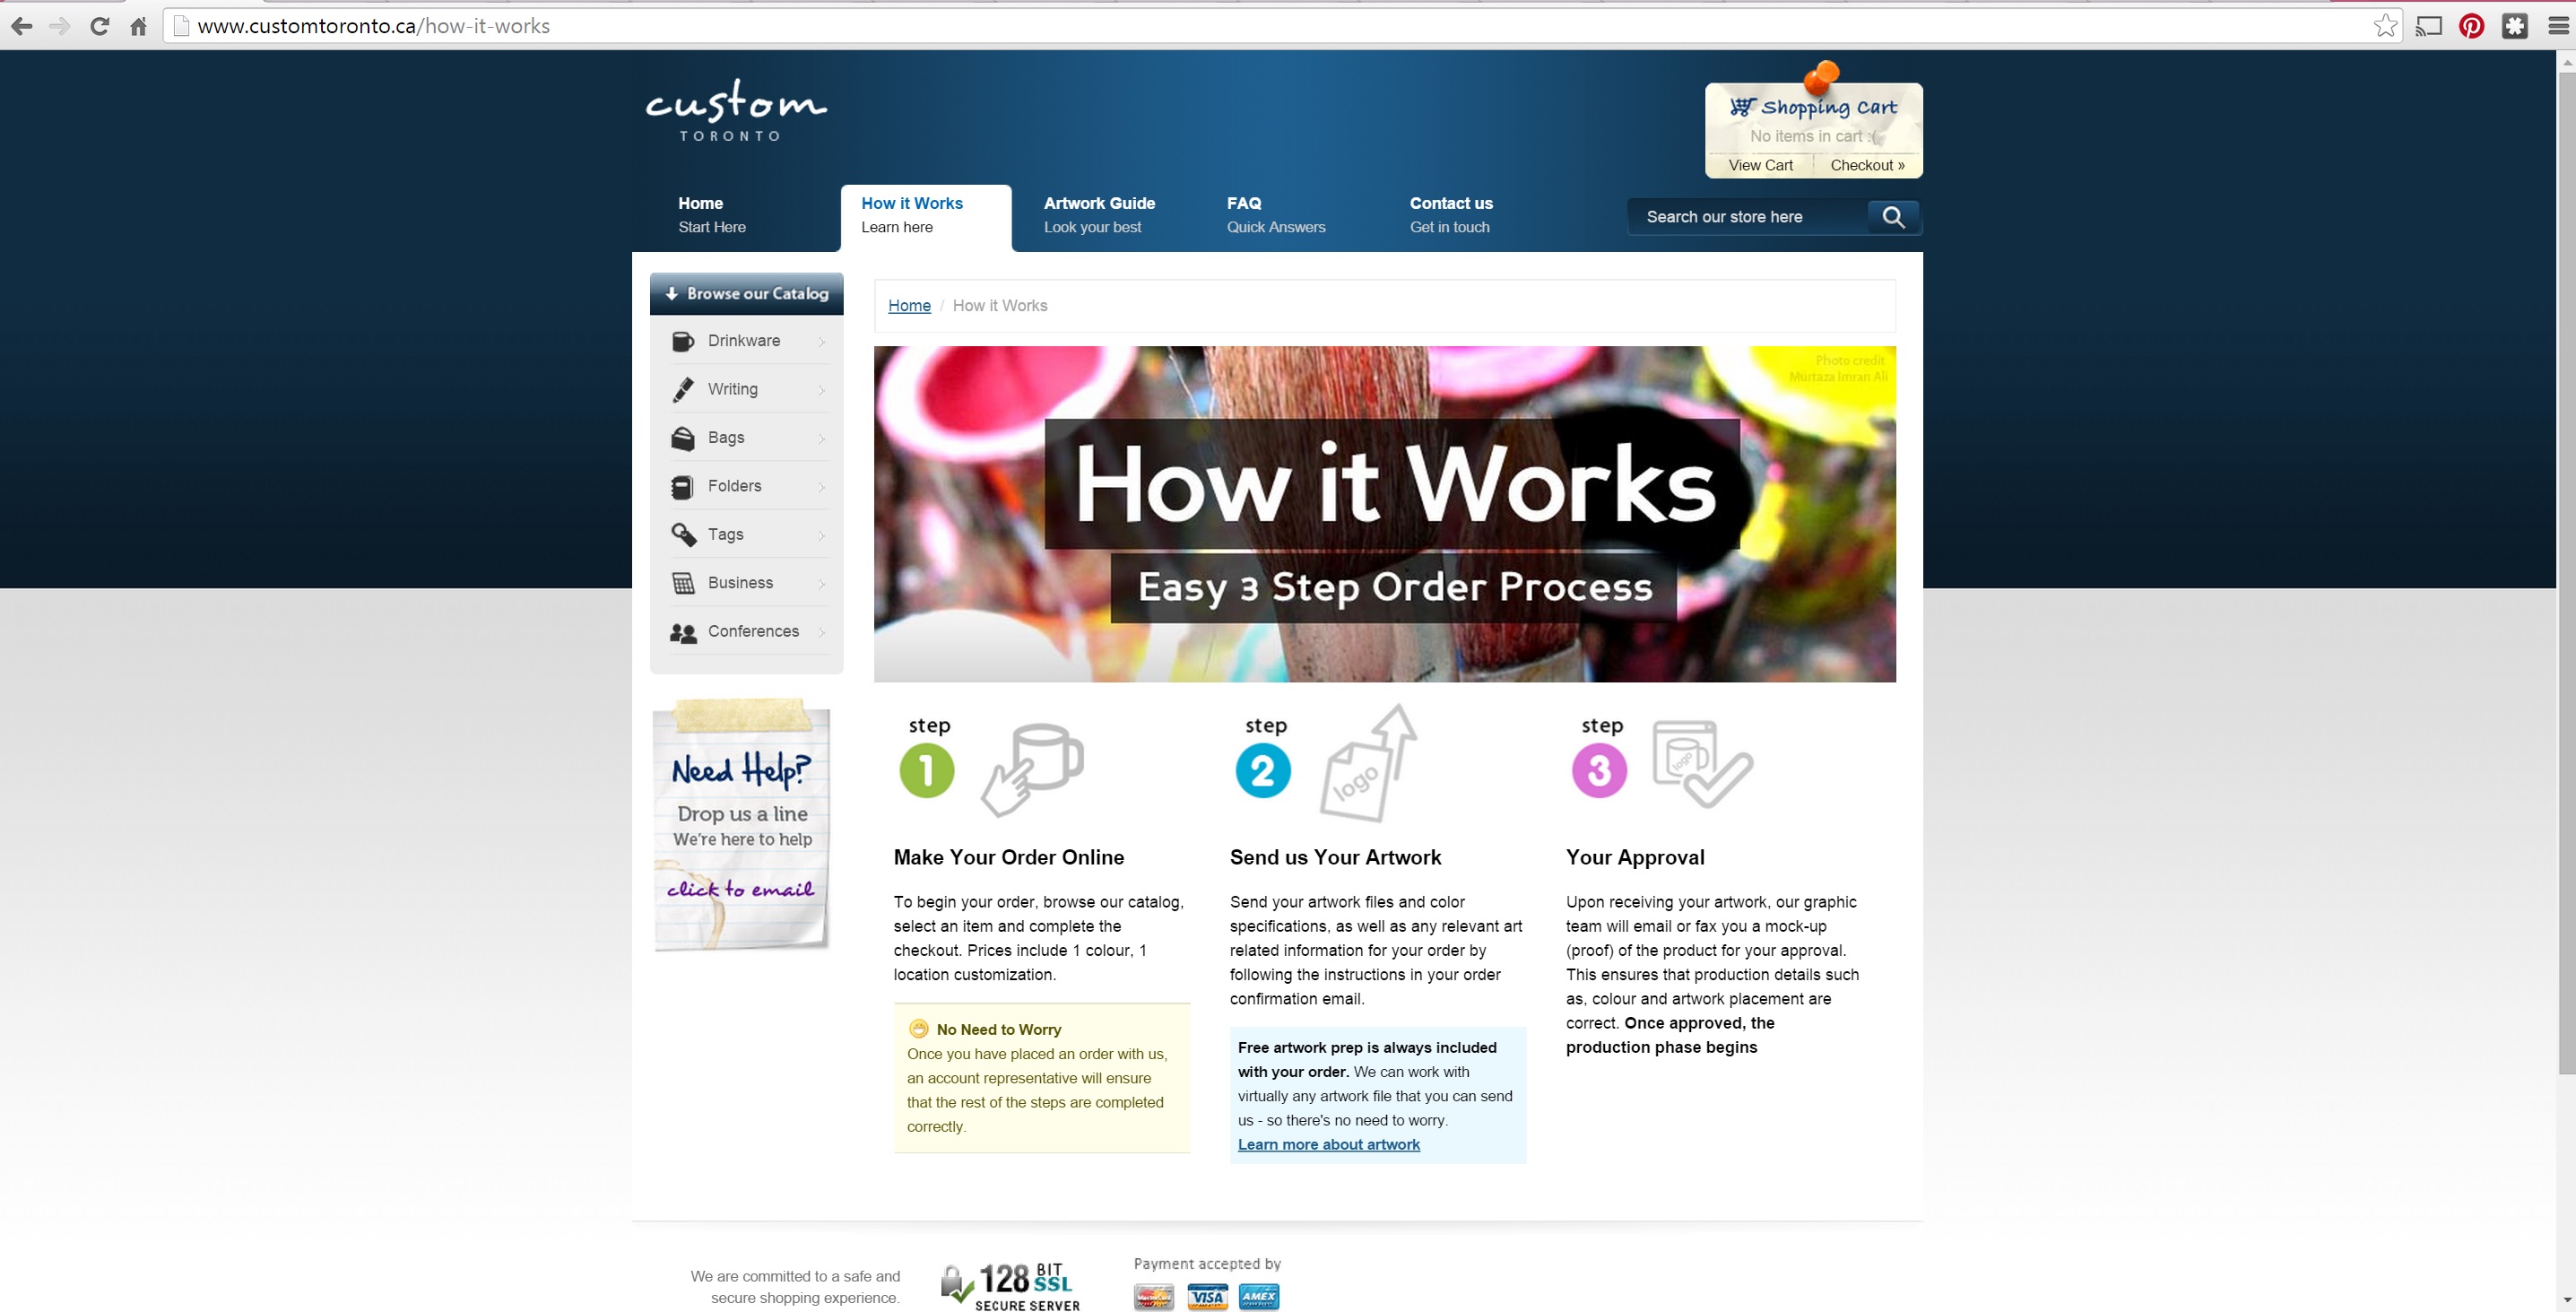 www.customtoronto.ca/how-it-works
custom
TORONTO
Shopping Cart
No items in cart :(
View Cart
Checkout »
Home
Start Here
How it Works
Learn here
Artwork Guide
Look your best
FAQ
Quick Answers
Contact us
Get in touch
Search our store here
Browse our Catalog
Drinkware
Writing
Bags
Folders
Tags
Business
Conferences
Need Help?
Drop us a line
We're here to help
click to email
Home / How it Works
Photo credit
Murtaza Imran Ali
How it Works
Easy 3 Step Order Process
step
1
Make Your Order Online
To begin your order, browse our catalog,
select an item and complete the
checkout. Prices include 1 colour, 1
location customization.
No Need to Worry
Once you have placed an order with us,
an account representative will ensure
that the rest of the steps are completed
correctly.
step
2
logo
Send us Your Artwork
Send your artwork files and color
specifications, as well as any relevant art
related information for your order by
following the instructions in your order
confirmation email.
Free artwork prep is always included
with your order. We can work with
virtually any artwork file that you can send
us - so there's no need to worry.
Learn more about artwork
step
3
logo
Your Approval
Upon receiving your artwork, our graphic
team will email or fax you a mock-up
(proof) of the product for your approval.
This ensures that production details such
as, colour and artwork placement are
correct. Once approved, the
production phase begins
We are committed to a safe and
secure shopping experience.
128 BIT SSL
SECURE SERVER
Payment accepted by
MasterCard
VISA
AMEX